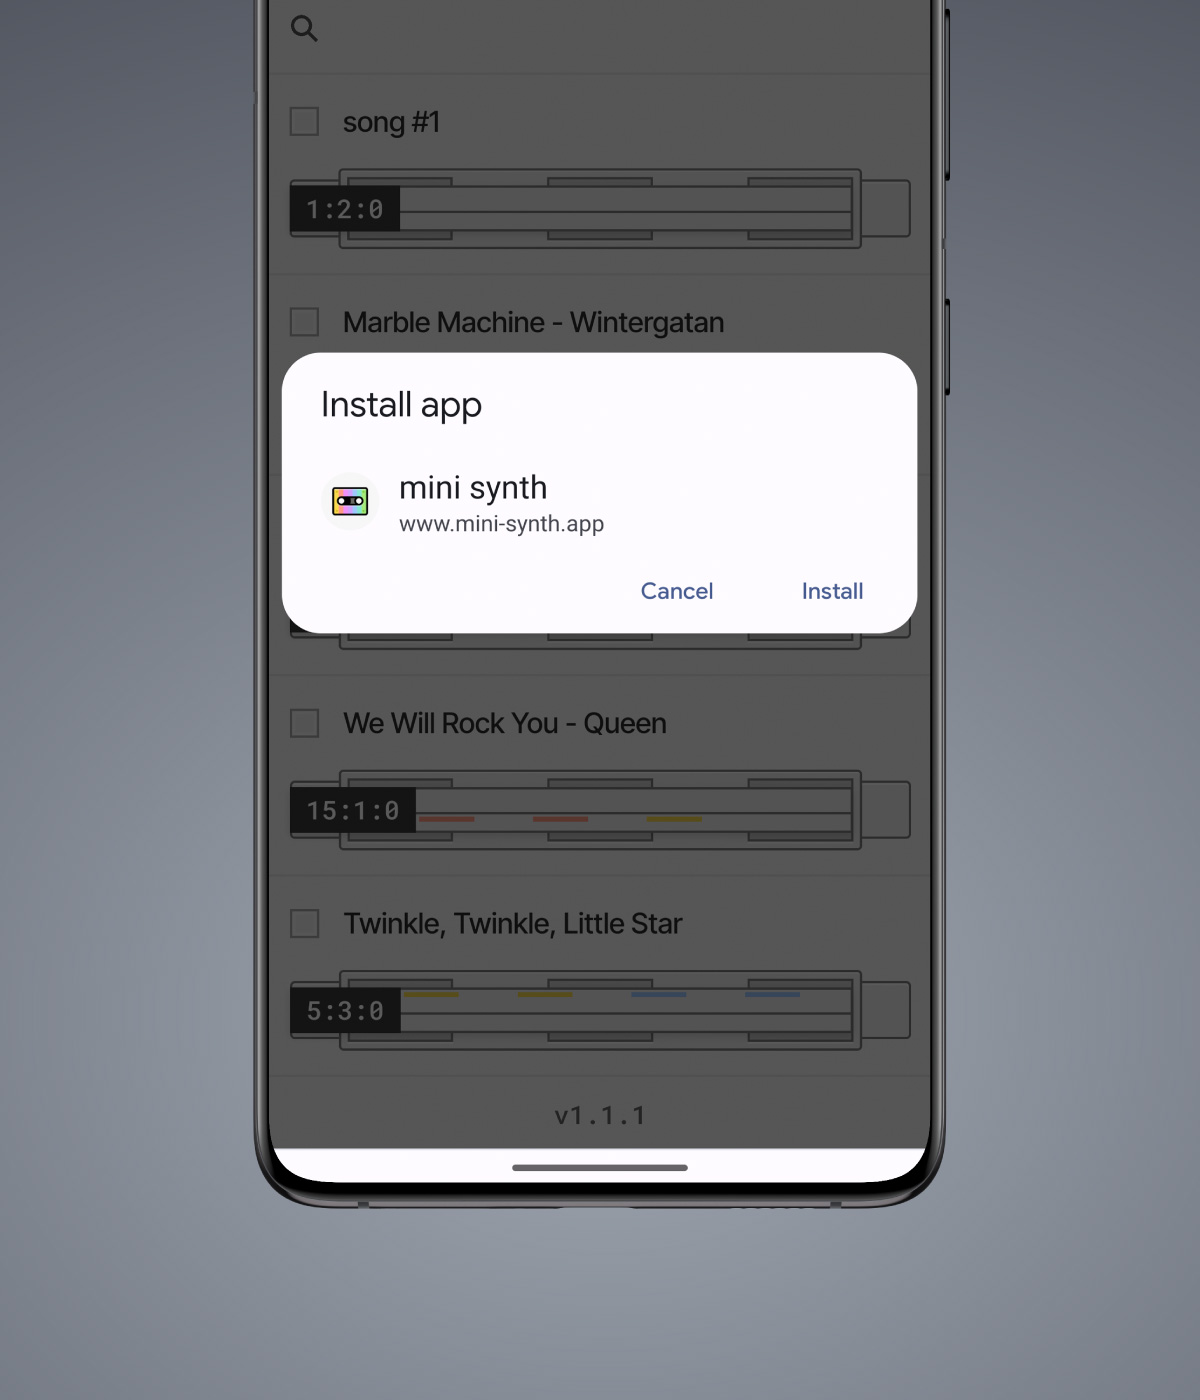 song #1
1:2:0
Marble Machine - Wintergatan
Install app
mini synth
www.mini-synth.app
Cancel
Install
We Will Rock You - Queen
15:1:0
Twinkle, Twinkle, Little Star
5:3:0
v1.1.1